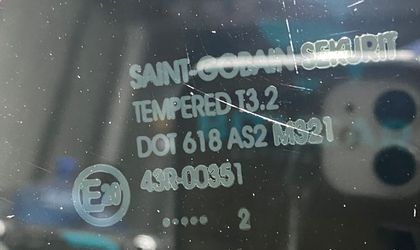 SAINT-GOBAIN SEKURIT
TEMPERED T3.2
DOT 618 AS2 M321
E20 43R-00351
..... 2